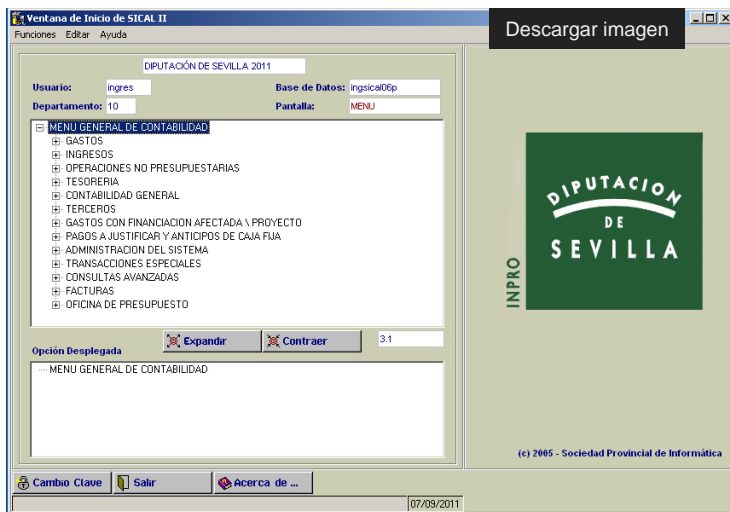 Ventana de Inicio de SICAL II
Descargar imagen
Funciones Editar Ayuda
DIPUTACIÓN DE SEVILLA 2011
Usuario: ingres Base de Datos: ingsical06p
Departamento: 10 Pantalla: MENU
MENU GENERAL DE CONTABILIDAD
GASTOS
INGRESOS
OPERACIONES NO PRESUPUESTARIAS
TESORERIA
CONTABILIDAD GENERAL
TERCEROS
GASTOS CON FINANCIACION AFECTADA \ PROYECTO
PAGOS A JUSTIFICAR Y ANTICIPOS DE CAJA FIJA
ADMINISTRACION DEL SISTEMA
TRANSACCIONES ESPECIALES
CONSULTAS AVANZADAS
FACTURAS
OFICINA DE PRESUPUESTO
Expandir Contraer 3.1
Opción Desplegada
MENU GENERAL DE CONTABILIDAD
DIPUTACION
DE
SEVILLA
INPRO
(c) 2005 - Sociedad Provincial de Informática
Cambio Clave Salir Acerca de ...
07/09/2011